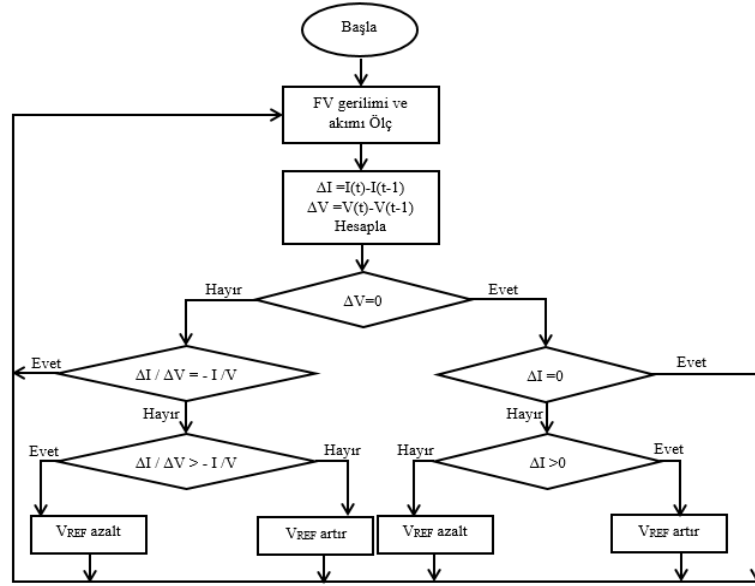 Başla
FV gerilimi ve
akımı Ölç
ΔI =I(t)-I(t-1)
ΔV =V(t)-V(t-1)
Hesapla
Hayır
ΔV=0
Evet
Evet
ΔI / ΔV = - I /V
ΔI =0
Evet
Hayır
Hayır
Evet
ΔI / ΔV > - I /V
Hayır
Hayır
ΔI >0
Evet
VREF azalt
VREF artır
VREF azalt
VREF artır